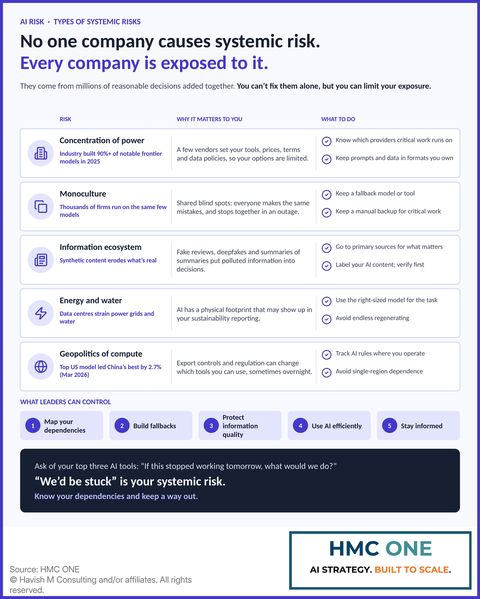 AI RISK · TYPES OF SYSTEMIC RISKS
No one company causes systemic risk.
Every company is exposed to it.
They come from millions of reasonable decisions added together. You can't fix them alone, but you can limit your exposure.
RISK
WHY IT MATTERS TO YOU
WHAT TO DO
Concentration of power
Industry built 90%+ of notable frontier
models in 2025
A few vendors set your tools, prices, terms
and data policies, so your options are limited.
Know which providers critical work runs on
Keep prompts and data in formats you own
Monoculture
Thousands of firms run on the same few
models
Shared blind spots: everyone makes the same
mistakes, and stops together in an outage.
Keep a fallback model or tool
Keep a manual backup for critical work
Information ecosystem
Synthetic content erodes what's real
Fake reviews, deepfakes and summaries of
summaries put polluted information into
decisions.
Go to primary sources for what matters
Label your AI content; verify first
Energy and water
Data centres strain power grids and
water
AI has a physical footprint that may show up in
your sustainability reporting.
Use the right-sized model for the task
Avoid endless regenerating
Geopolitics of compute
Top US model led China's best by 2.7%
(Mar 2026)
Export controls and regulation can change
which tools you can use, sometimes overnight.
Track AI rules where you operate
Avoid single-region dependence
WHAT LEADERS CAN CONTROL
1 Map your
dependencies
2 Build fallbacks
3 Protect
information
quality
4 Use AI efficiently
5 Stay informed
Ask of your top three AI tools: "If this stopped working tomorrow, what would we do?"
"We'd be stuck" is your systemic risk.
Know your dependencies and keep a way out.
HMC ONE
AI STRATEGY. BUILT TO SCALE.
Source: HMC ONE
© Havish M Consulting and/or affiliates. All rights
reserved.